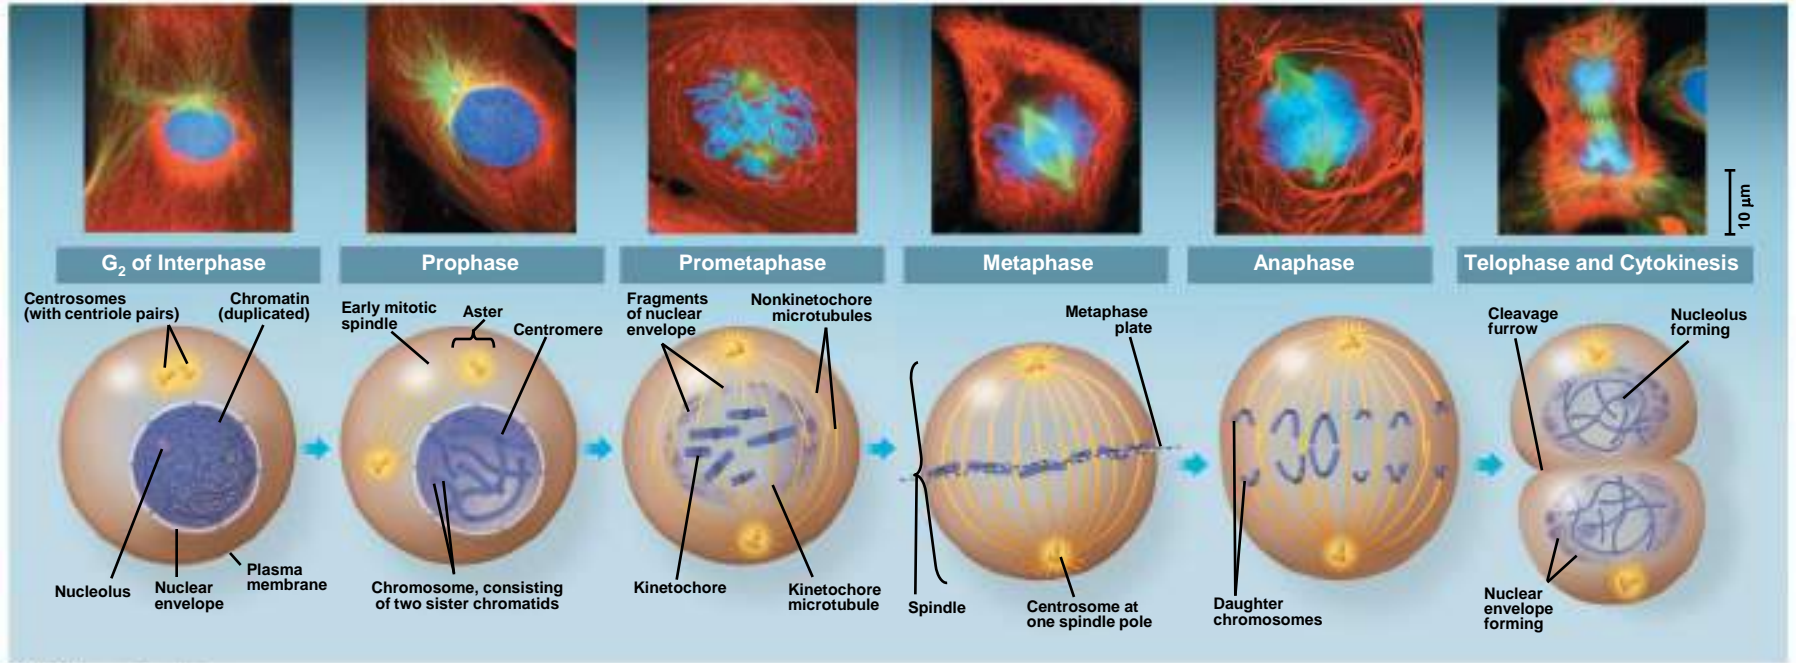 10 μm
G2 of Interphase
Prophase
Prometaphase
Metaphase
Anaphase
Telophase and Cytokinesis
Centrosomes
(with centriole pairs)
Chromatin
(duplicated)
Nucleolus
Nuclear
envelope
Plasma
membrane
Early mitotic
spindle
Aster
Centromere
Chromosome, consisting
of two sister chromatids
Fragments
of nuclear
envelope
Nonkinetochore
microtubules
Kinetochore
Kinetochore
microtubule
Metaphase
plate
Spindle
Centrosome at
one spindle pole
Daughter
chromosomes
Cleavage
furrow
Nucleolus
forming
Nuclear
envelope
forming